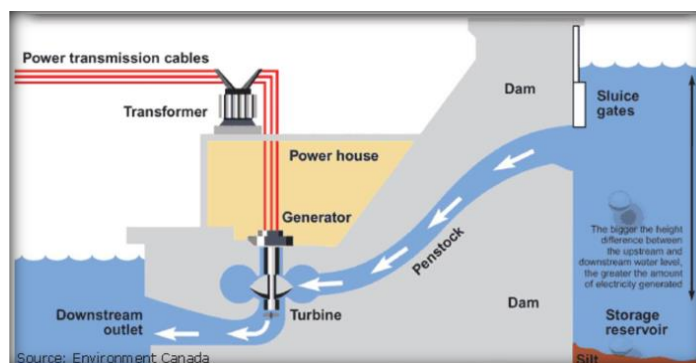 Power transmission cables
Transformer
Dam
Sluice
gates
Power house
Generator
The bigger the height
difference between
the upstream and
downstream water level,
the greater the amount
of electricity generated
Penstock
Downstream
outlet
Turbine
Dam
Storage
reservoir
Source: Environment Canada
Silt